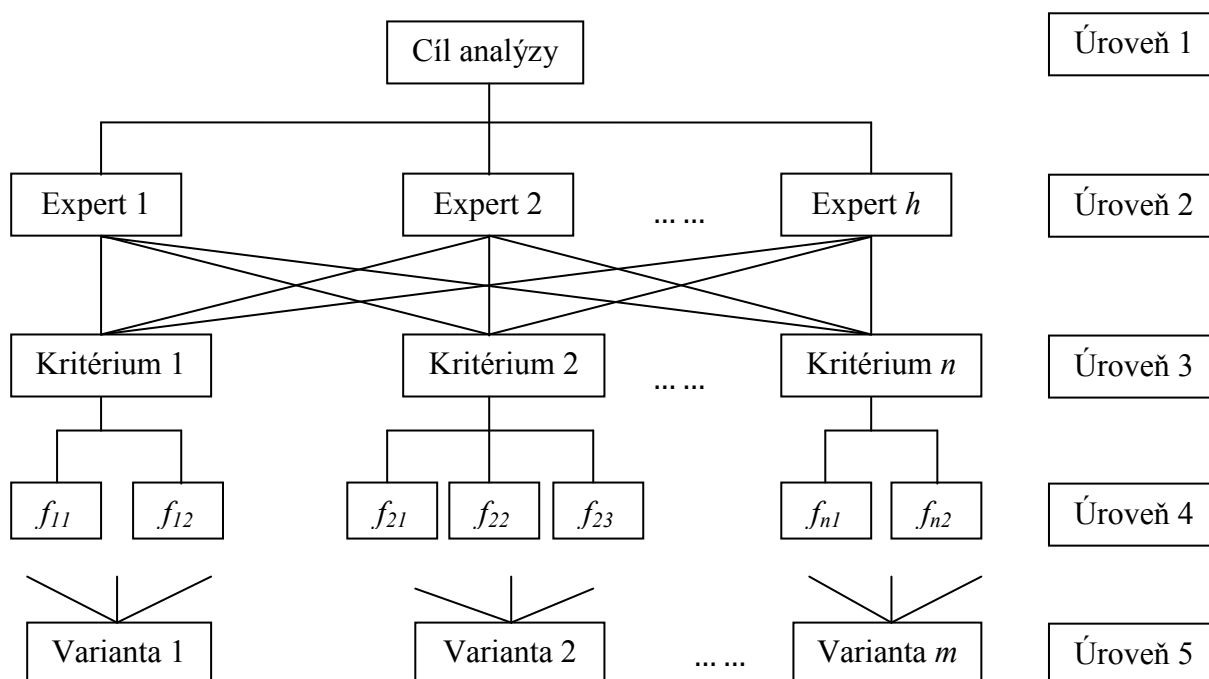 Cíl analýzy Úroveň 1
Expert 1 Expert 2 ... ... Expert h Úroveň 2
Kritérium 1 Kritérium 2 ... ... Kritérium n Úroveň 3
f11 f12 f21 f22 f23 fn1 fn2 Úroveň 4
Varianta 1 Varianta 2 ... ... Varianta m Úroveň 5